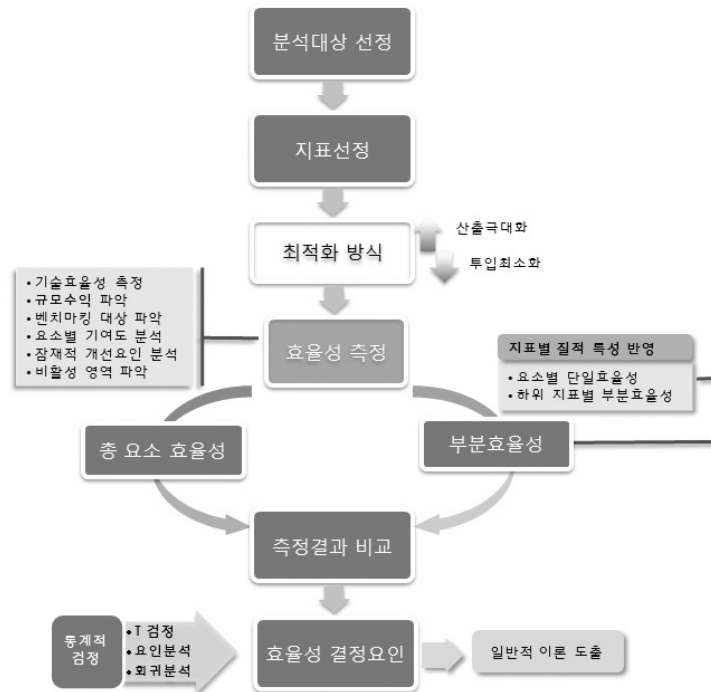 분석대상 선정
지표선정
최적화 방식
산출극대화
투입최소화
• 기술효율성 측정
• 규모수익 파악
• 벤치마킹 대상 파악
• 요소별 기여도 분석
• 잠재적 개선요인 분석
• 비활성 영역 파악
효율성 측정
지표별 질적 특성 반영
• 요소별 단일효율성
• 하위 지표별 부분효율성
총 요소 효율성
부분효율성
측정결과 비교
통계적
검정
• T 검정
• 요인분석
• 회귀분석
효율성 결정요인
일반적 이론 도출